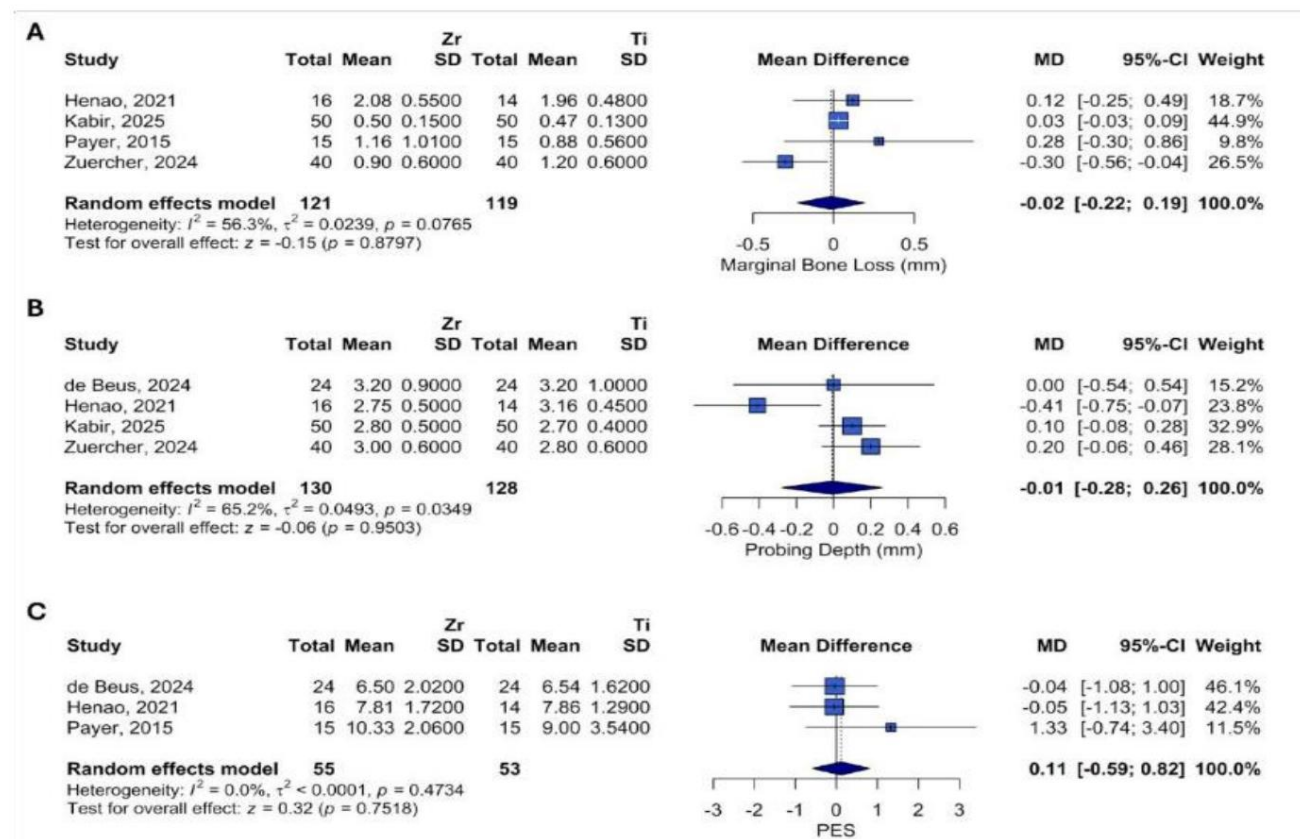 A
Zr Ti
Study Total Mean SD Total Mean SD Mean Difference MD 95%-CI Weight
Henao, 2021 16 2.08 0.5500 14 1.96 0.4800 0.12 [-0.25; 0.49] 18.7%
Kabir, 2025 50 0.50 0.1500 50 0.47 0.1300 0.03 [-0.03; 0.09] 44.9%
Payer, 2015 15 1.16 1.0100 15 0.88 0.5600 0.28 [-0.30; 0.86] 9.8%
Zuercher, 2024 40 0.90 0.6000 40 1.20 0.6000 -0.30 [-0.56; -0.04] 26.5%
Random effects model 121 119 -0.02 [-0.22; 0.19] 100.0%
Heterogeneity: I² = 56.3%, τ² = 0.0239, p = 0.0765
Test for overall effect: z = -0.15 (p = 0.8797)
-0.5 0 0.5
Marginal Bone Loss (mm)
B
Zr Ti
Study Total Mean SD Total Mean SD Mean Difference MD 95%-CI Weight
de Beus, 2024 24 3.20 0.9000 24 3.20 1.0000 0.00 [-0.54; 0.54] 15.2%
Henao, 2021 16 2.75 0.5000 14 3.16 0.4500 -0.41 [-0.75; -0.07] 23.8%
Kabir, 2025 50 2.80 0.5000 50 2.70 0.4000 0.10 [-0.08; 0.28] 32.9%
Zuercher, 2024 40 3.00 0.6000 40 2.80 0.6000 0.20 [-0.06; 0.46] 28.1%
Random effects model 130 128 -0.01 [-0.28; 0.26] 100.0%
Heterogeneity: I² = 65.2%, τ² = 0.0493, p = 0.0349
Test for overall effect: z = -0.06 (p = 0.9503)
-0.6 -0.4 -0.2 0 0.2 0.4 0.6
Probing Depth (mm)
C
Zr Ti
Study Total Mean SD Total Mean SD Mean Difference MD 95%-CI Weight
de Beus, 2024 24 6.50 2.0200 24 6.54 1.6200 -0.04 [-1.08; 1.00] 46.1%
Henao, 2021 16 7.81 1.7200 14 7.86 1.2900 -0.05 [-1.13; 1.03] 42.4%
Payer, 2015 15 10.33 2.0600 15 9.00 3.5400 1.33 [-0.74; 3.40] 11.5%
Random effects model 55 53 0.11 [-0.59; 0.82] 100.0%
Heterogeneity: I² = 0.0%, τ² < 0.0001, p = 0.4734
Test for overall effect: z = 0.32 (p = 0.7518)
-3 -2 -1 0 1 2 3
PES